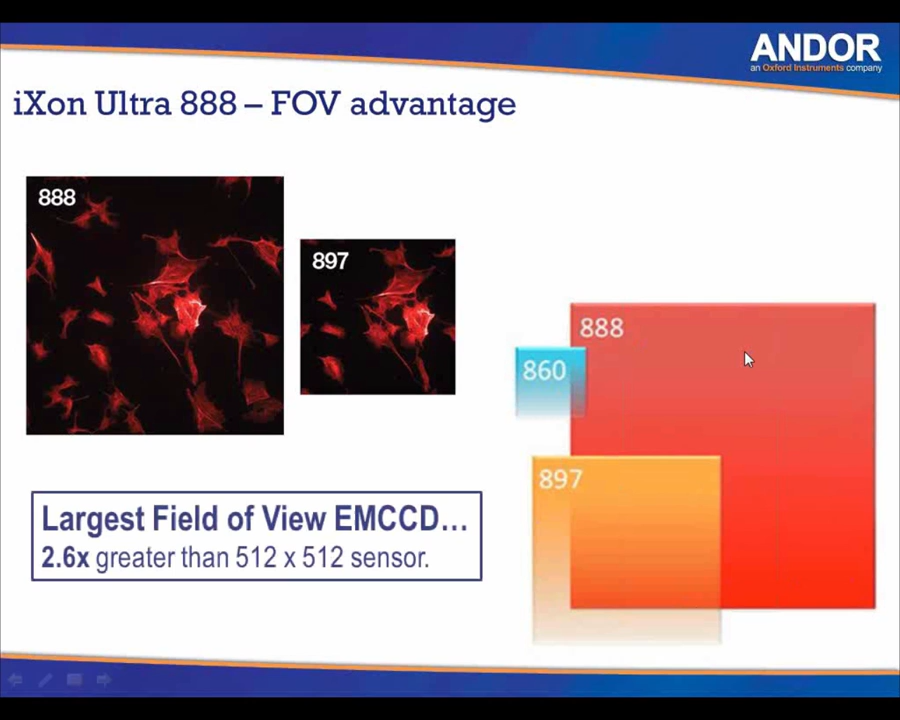 ANDOR
an Oxford Instruments company
iXon Ultra 888 – FOV advantage
888
897
888
860
897
Largest Field of View EMCCD...
2.6x greater than 512 x 512 sensor.